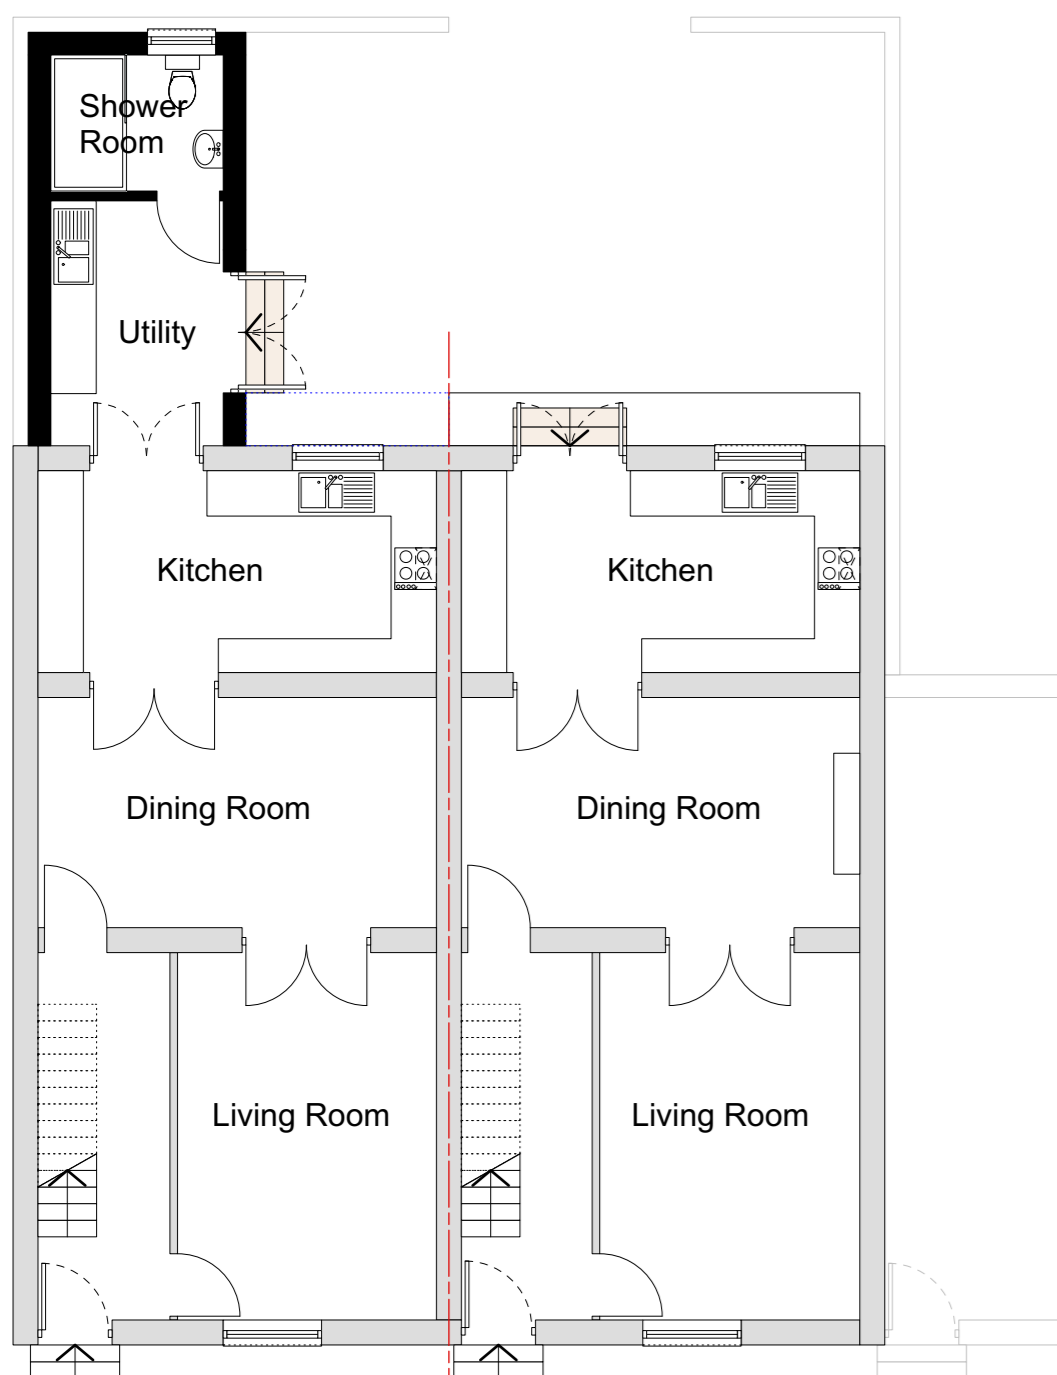 Shower
Room
Utility
Kitchen
Kitchen
Dining Room
Dining Room
Living Room
Living Room